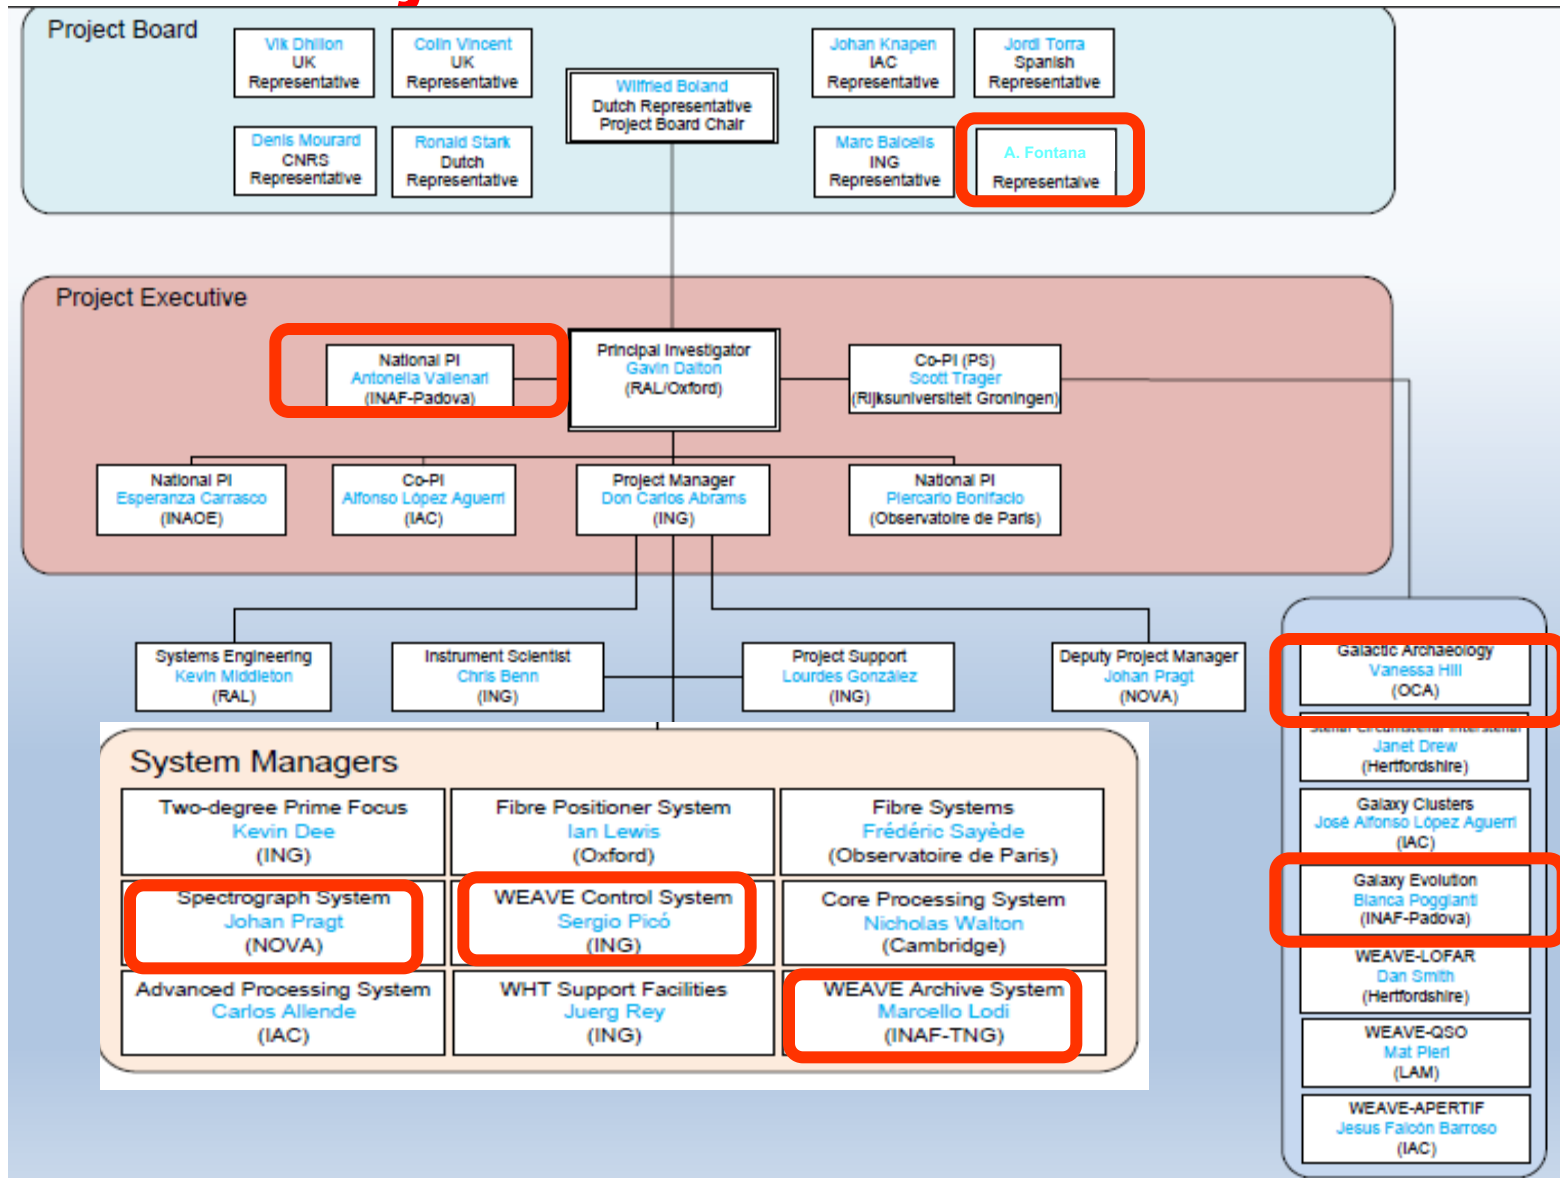 Project Board
Vik Dhillon
UK
Representative
Colin Vincent
UK
Representative
Wilfried Boland
Dutch Representative
Project Board Chair
Johan Knapen
IAC
Representative
Jordi Torra
Spanish
Representative
Denis Mourard
CNRS
Representative
Ronald Stark
Dutch
Representative
Marc Balcells
ING
Representative
A. Fontana
Representaive
Project Executive
National PI
Antonella Vallenari
(INAF-Padova)
Principal Investigator
Gavin Dalton
(RAL/Oxford)
Co-PI (PS)
Scott Trager
(Rijksuniversiteit Groningen)
National PI
Esperanza Carrasco
(INAOE)
Co-PI
Alfonso López Aguerri
(IAC)
Project Manager
Don Carlos Abrams
(ING)
National PI
Piercarlo Bonifacio
(Observatoire de Paris)
Systems Engineering
Kevin Middleton
(RAL)
Instrument Scientist
Chris Benn
(ING)
Project Support
Lourdes González
(ING)
Deputy Project Manager
Johan Pragt
(NOVA)
System Managers
Two-degree Prime Focus
Kevin Dee
(ING)
Fibre Positioner System
Ian Lewis
(Oxford)
Fibre Systems
Frédéric Sayède
(Observatoire de Paris)
Spectrograph System
Johan Pragt
(NOVA)
WEAVE Control System
Sergio Picó
(ING)
Core Processing System
Nicholas Walton
(Cambridge)
Advanced Processing System
Carlos Allende
(IAC)
WHT Support Facilities
Juerg Rey
(ING)
WEAVE Archive System
Marcello Lodi
(INAF-TNG)
Galactic Archaeology
Vanessa Hill
(OCA)
Stellar Circumstellar Interstellar
Janet Drew
(Hertfordshire)
Galaxy Clusters
José Alfonso López Aguerri
(IAC)
Galaxy Evolution
Bianca Poggianti
(INAF-Padova)
WEAVE-LOFAR
Dan Smith
(Hertfordshire)
WEAVE-QSO
Mat Pieri
(LAM)
WEAVE-APERTIF
Jesus Falcón Barroso
(IAC)